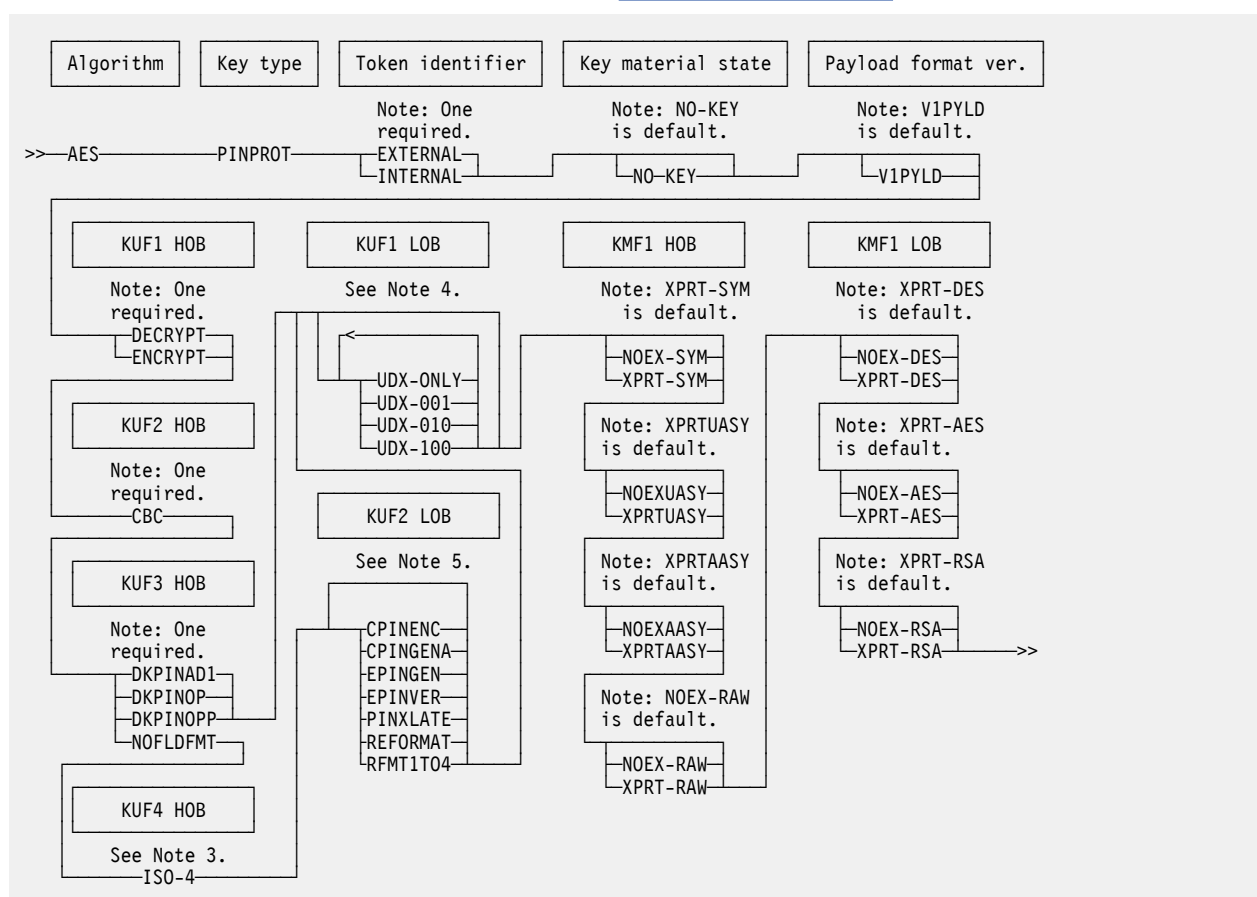 Algorithm Key type Token identifier Key material state Payload format ver.
Note: One Note: NO-KEY Note: V1PYLD
required. is default. is default.
>>—AES PINPROT EXTERNAL
INTERNAL NO-KEY V1PYLD
KUF1 HOB KUF1 LOB KMF1 HOB KMF1 LOB
Note: One See Note 4. Note: XPRT-SYM Note: XPRT-DES
required. is default. is default.
DECRYPT <
ENCRYPT NOEX-SYM NOEX-DES
UDX-ONLY XPRT-SYM XPRT-DES
UDX-001
KUF2 HOB UDX-010 Note: XPRTUASY Note: XPRT-AES
UDX-100 is default. is default.
Note: One
required. NOEXUASY NOEX-AES
CBC KUF2 LOB XPRTUASY XPRT-AES
See Note 5. Note: XPRTAASY Note: XPRT-RSA
KUF3 HOB is default. is default.
Note: One CPINENC NOEXAASY NOEX-RSA
required. CPINGENA XPRTAASY XPRT-RSA >>
DKPINAD1 EPINGEN
DKPINOP EPINVER Note: NOEX-RAW
DKPINOPP PINXLATE is default.
NOFLDFMT REFORMAT
RFMT1TO4 NOEX-RAW
XPRT-RAW
KUF4 HOB
See Note 3.
ISO-4